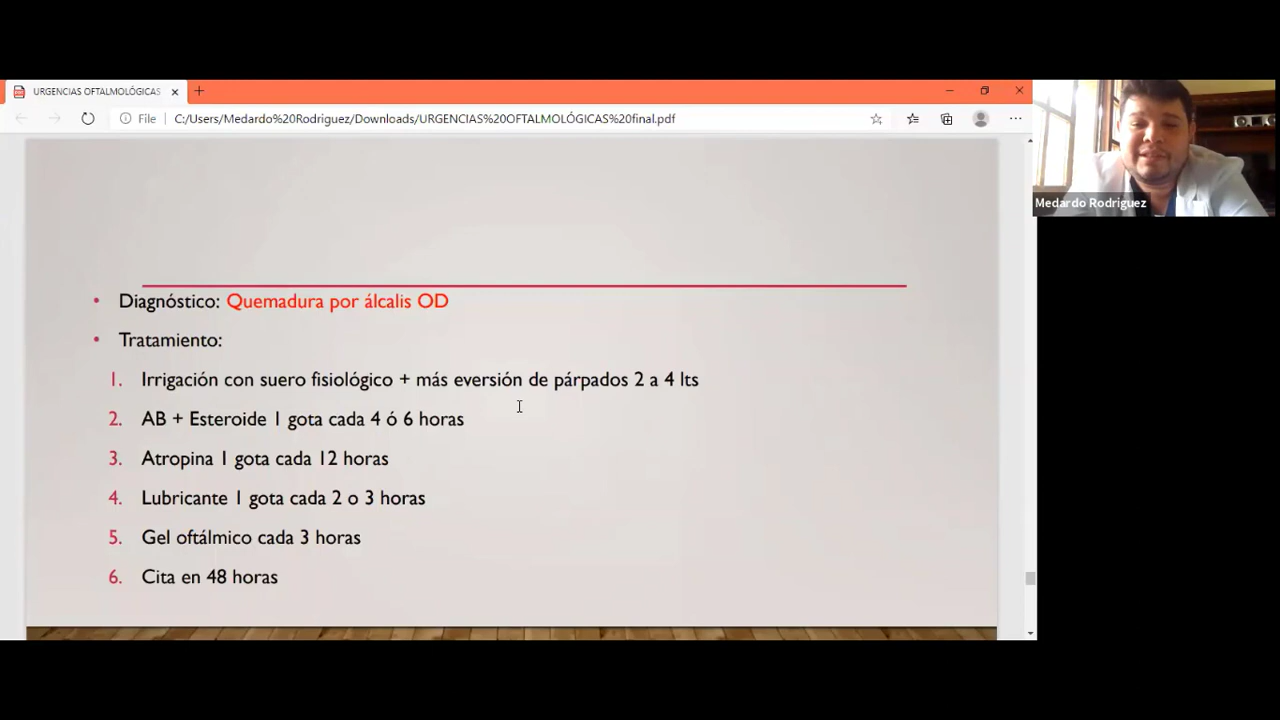 URGENCIAS OFTALMOLÓGICAS
File C:/Users/Medardo%20Rodriguez/Downloads/URGENCIAS%20OFTALMOLÓGICAS%20final.pdf
Medardo Rodriguez
• Diagnóstico: Quemadura por álcalis OD
• Tratamiento:
1. Irrigación con suero fisiológico + más eversión de párpados 2 a 4 lts
2. AB + Esteroide 1 gota cada 4 ó 6 horas
3. Atropina 1 gota cada 12 horas
4. Lubricante 1 gota cada 2 o 3 horas
5. Gel oftálmico cada 3 horas
6. Cita en 48 horas